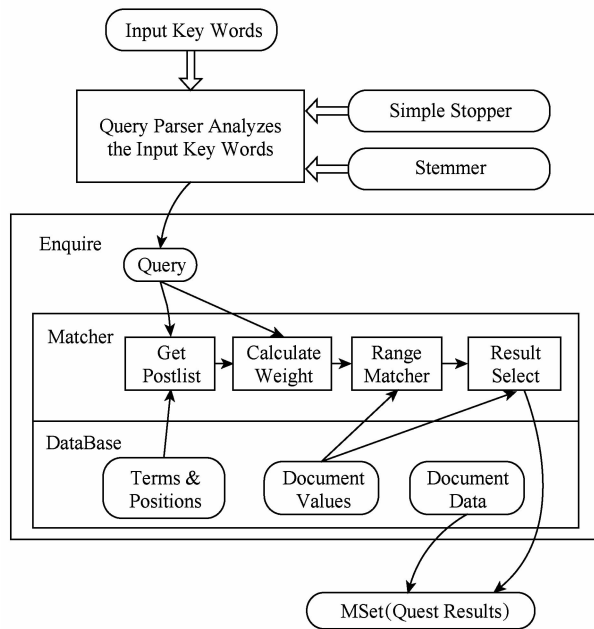 Input Key Words
Query Parser Analyzes
the Input Key Words
Simple Stopper
Stemmer
Enquire
Query
Matcher
Get
Postlist
Calculate
Weight
Range
Matcher
Result
Select
DataBase
Terms &
Positions
Document
Values
Document
Data
MSet(Quest Results)